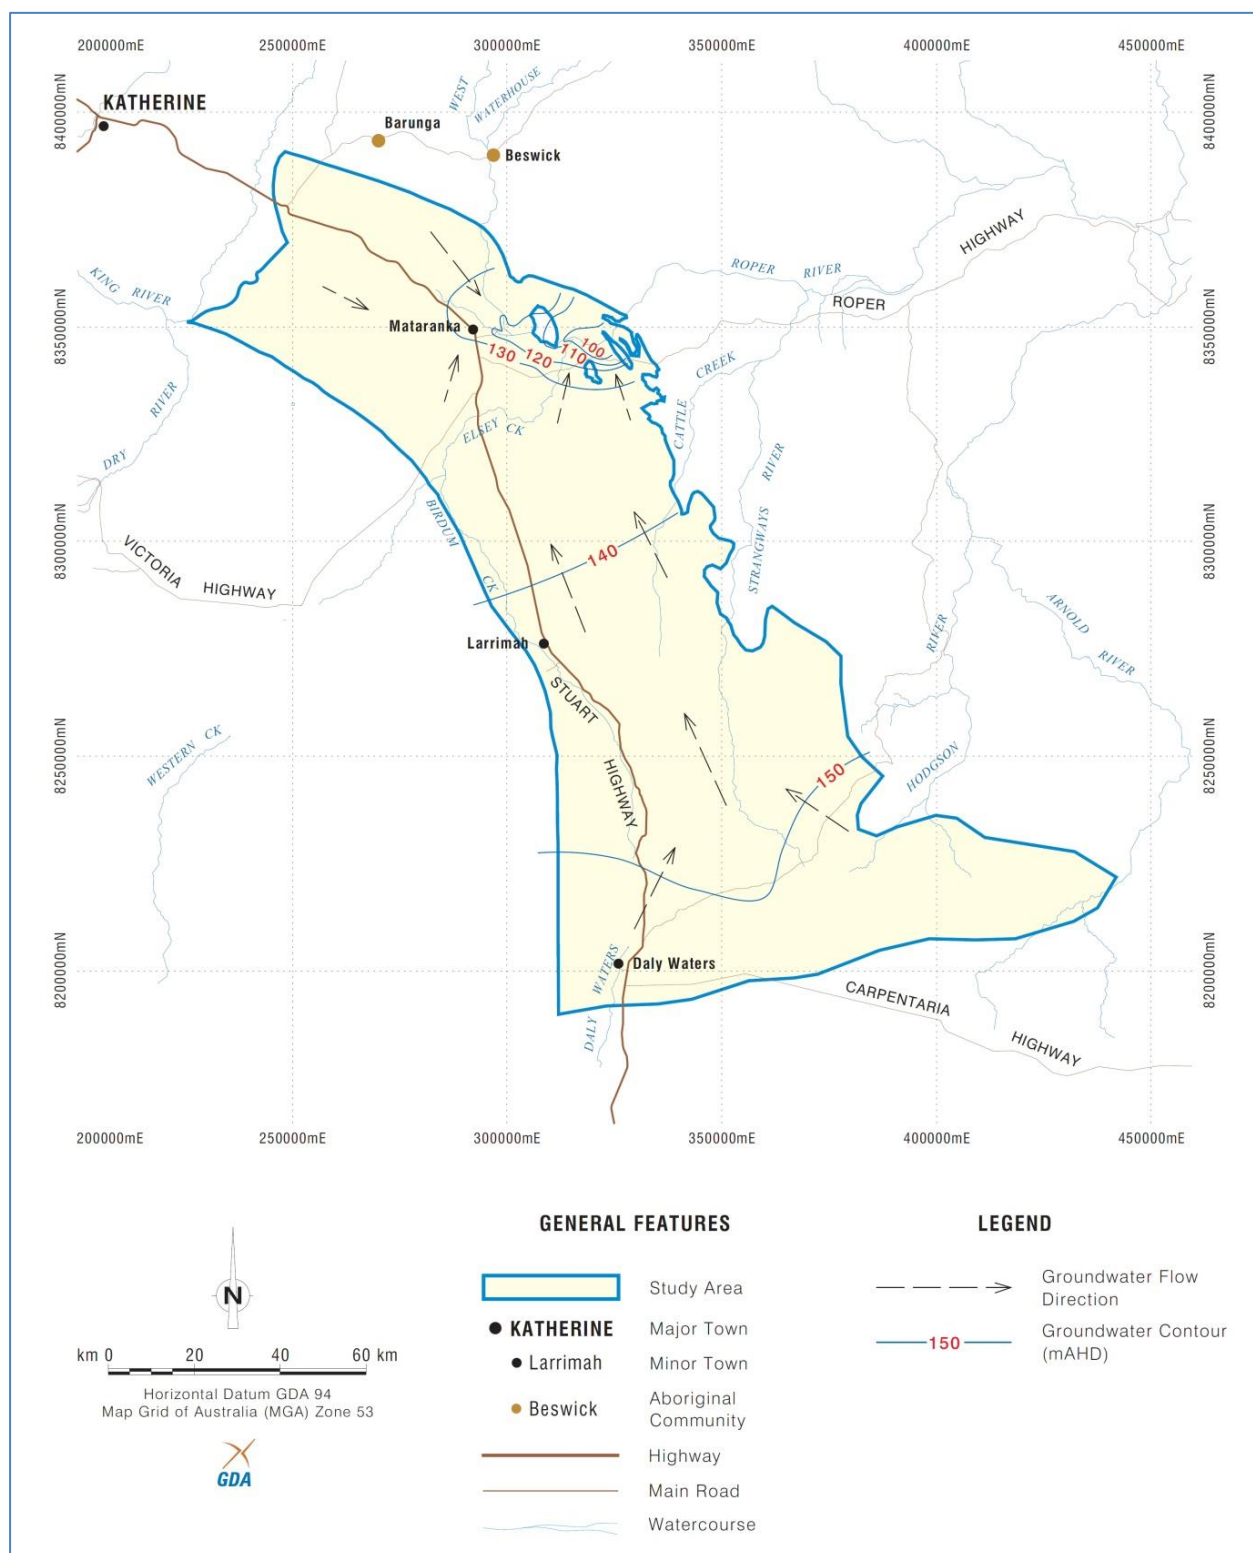 200000mE 250000mE 300000mE 350000mE 400000mE 450000mE
8400000mN
8400000mN
KATHERINE
WEST
WATERHOUSE
Barunga
Beswick
HIGHWAY
KING RIVER
ROPER RIVER
ROPER
8350000mN
8350000mN
Mataranka
130 120 110 100
CREEK
CATTLE
RIVER
DRY
ELSEY CK
RIVER
STRANGWAYS
BIRDUM
CK
8300000mN
8300000mN
VICTORIA
HIGHWAY
140
ARNOLD
RIVER
RIVER
Larrimah
STUART
HIGHWAY
WESTERN CK
HODGSON
8250000mN
8250000mN
150
DALY WATERS
Daly Waters
8200000mN
8200000mN
CARPENTARIA
HIGHWAY
200000mE 250000mE 300000mE 350000mE 400000mE 450000mE
N
km 0 20 40 60 km
Horizontal Datum GDA 94
Map Grid of Australia (MGA) Zone 53
GDA
GENERAL FEATURES
Study Area
KATHERINE Major Town
Larrimah Minor Town
Beswick Aboriginal
Community
Highway
Main Road
Watercourse
LEGEND
Groundwater Flow
Direction
150 Groundwater Contour
(mAHD)